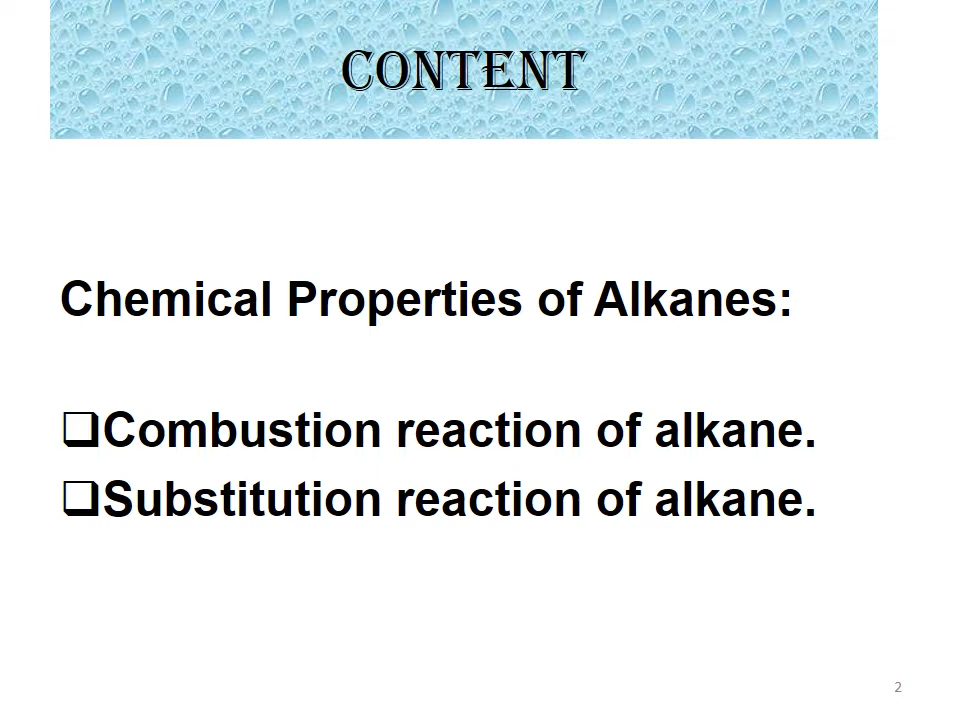 CONTENT
Chemical Properties of Alkanes:
❑Combustion reaction of alkane.
❑Substitution reaction of alkane.
2